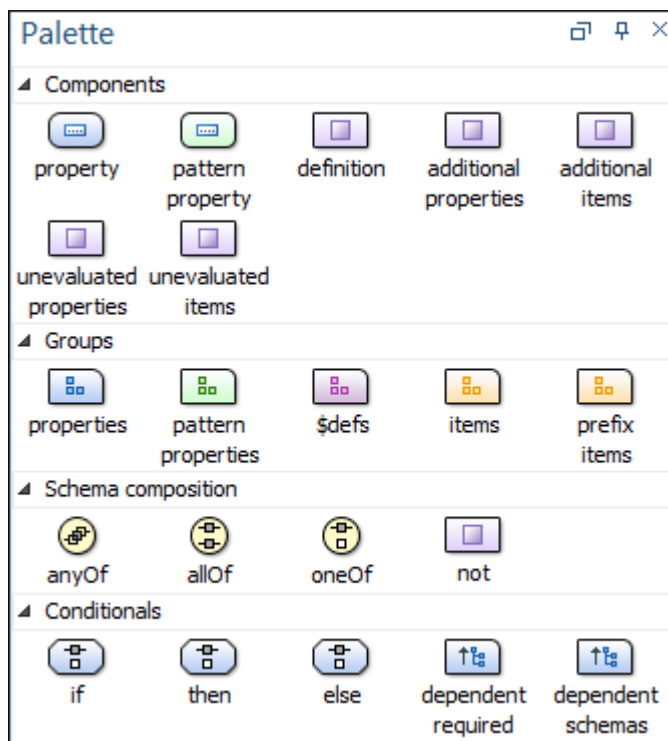 Palette
Components
property pattern property definition additional properties additional items
unevaluated properties unevaluated items
Groups
properties pattern properties $defs items prefix items
Schema composition
anyOf allOf oneOf not
Conditionals
if then else dependent required dependent schemas